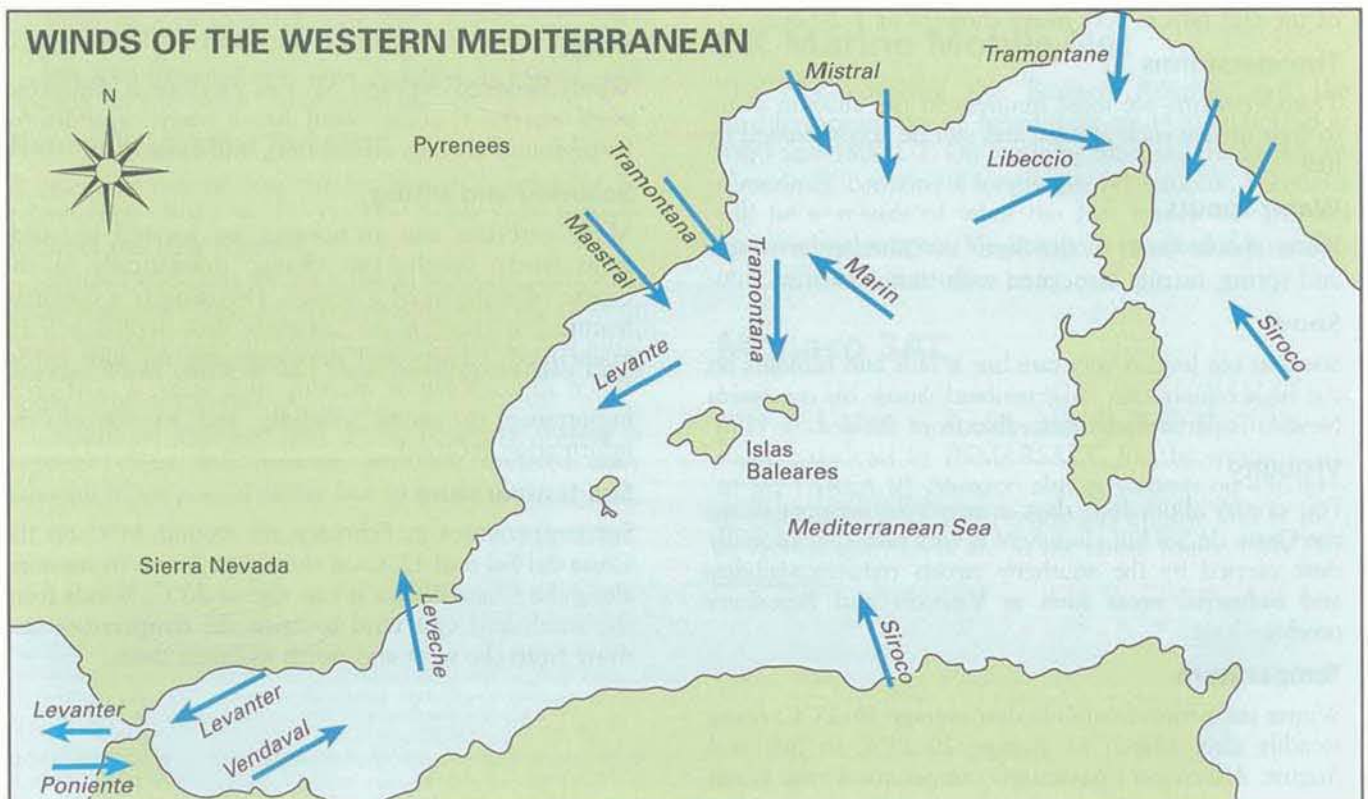 WINDS OF THE WESTERN MEDITERRANEAN
N
Pyrenees
Mistral
Tramontane
Libeccio
Tramontana
Maestral
Tramontana
Marin
Siroco
Levante
Islas
Baleares
Mediterranean Sea
Sierra Nevada
Leveche
Siroco
Levanter
Levanter
Vendaval
Poniente